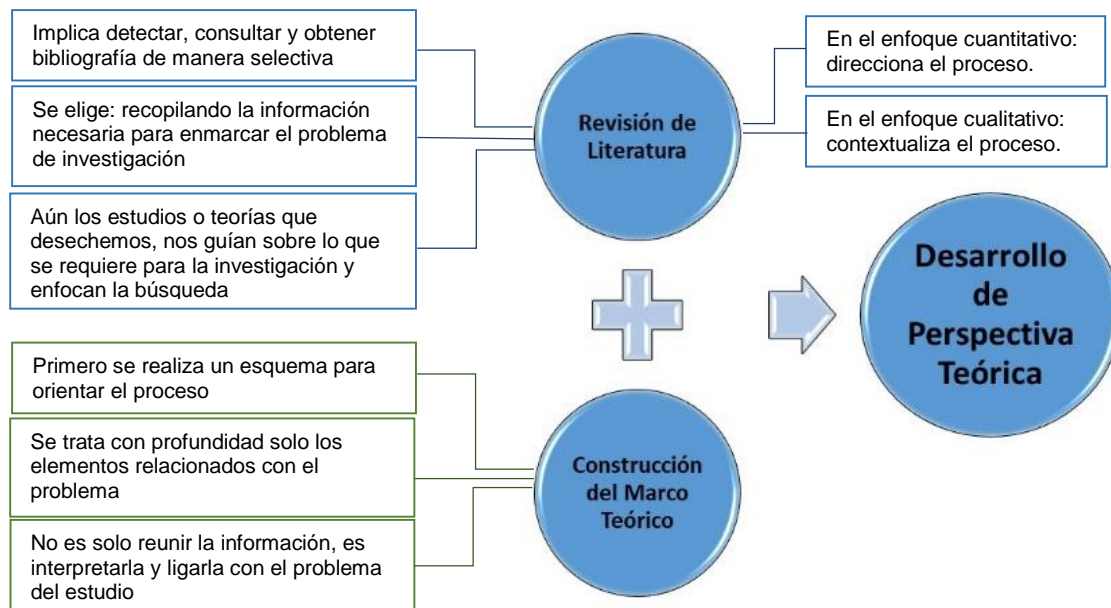 Implica detectar, consultar y obtener
bibliografía de manera selectiva
Se elige: recopilando la información
necesaria para enmarcar el problema
de investigación
Aún los estudios o teorías que
desechemos, nos guían sobre lo que
se requiere para la investigación y
enfocan la búsqueda
Revisión de
Literatura
En el enfoque cuantitativo:
direcciona el proceso.
En el enfoque cualitativo:
contextualiza el proceso.
Desarrollo
de
Perspectiva
Teórica
Primero se realiza un esquema para
orientar el proceso
Se trata con profundidad solo los
elementos relacionados con el
problema
No es solo reunir la información, es
interpretarla y ligarla con el problema
del estudio
Construcción
del Marco
Teórico